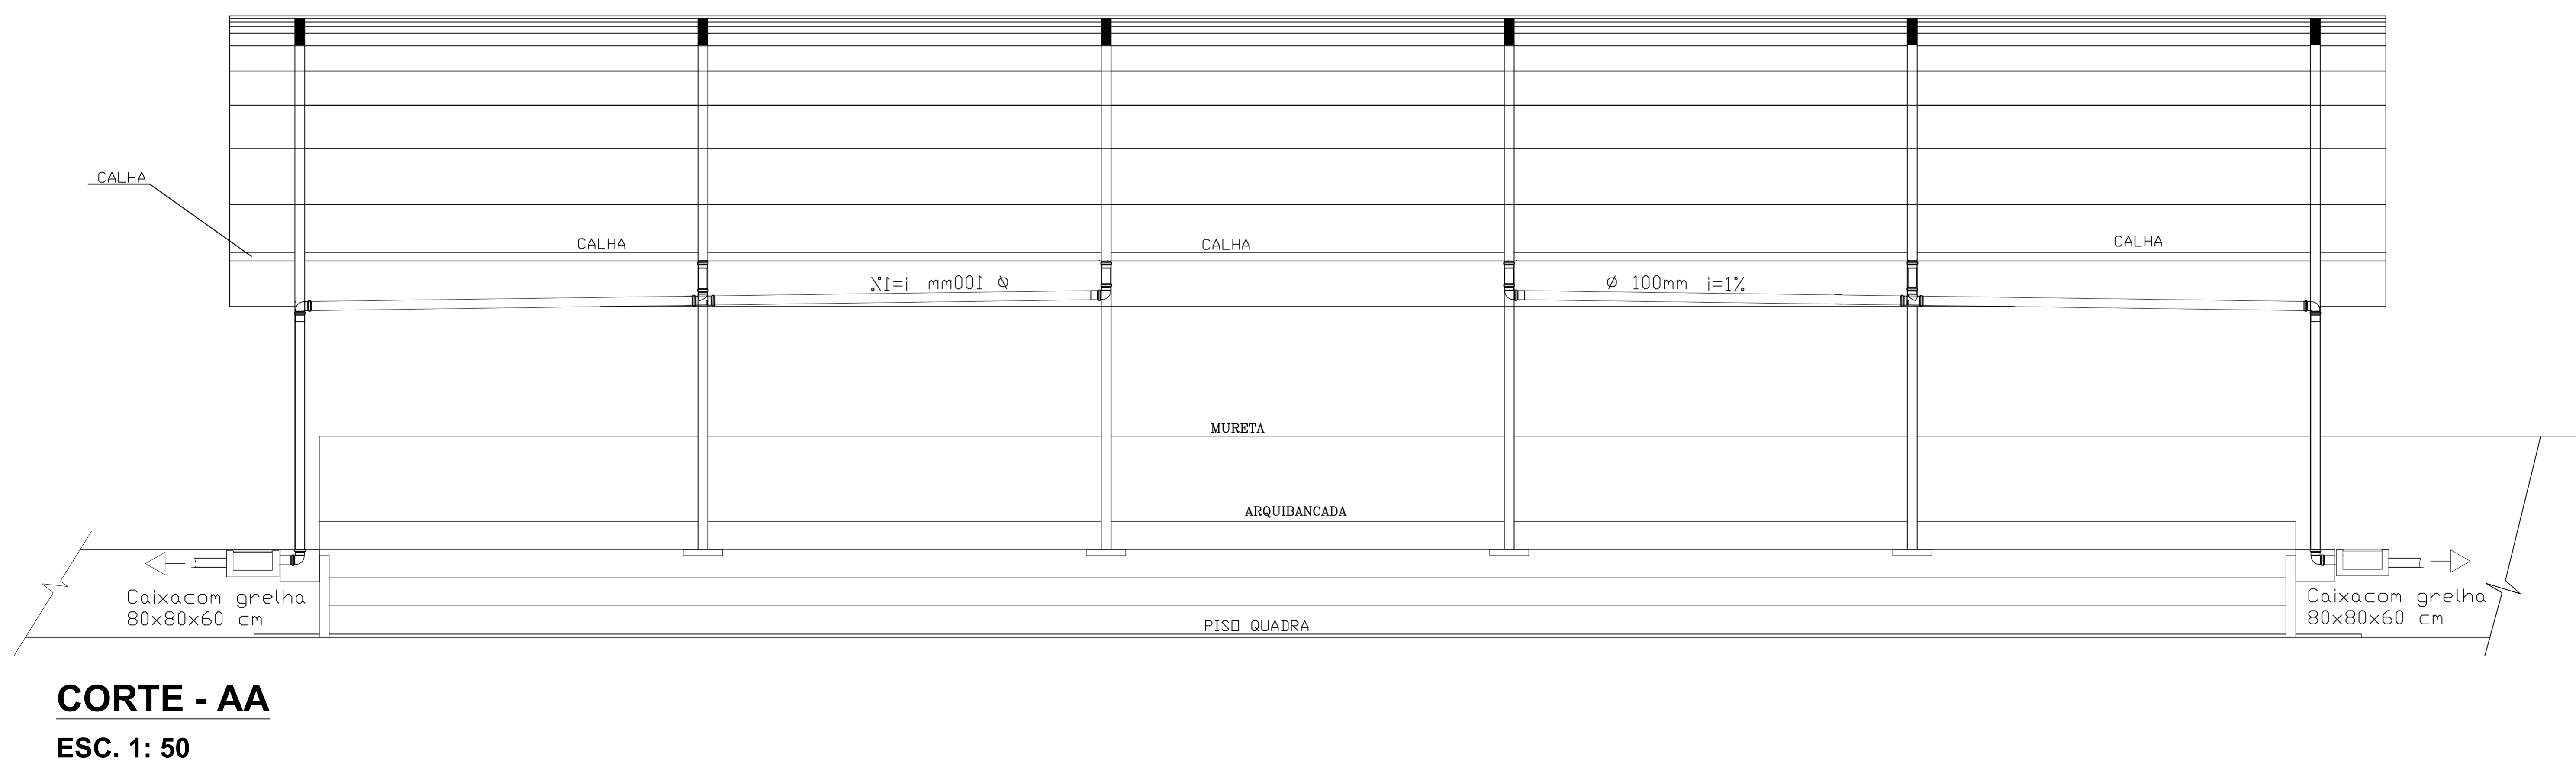 CALHA
CALHA
CALHA
CALHA
Ø 100mm i=1%
Ø 100mm i=1%
MURETA
ARQUIBANCADA
Caixacom grelha
80x80x60 cm
Caixacom grelha
80x80x60 cm
PISO QUADRA
CORTE - AA
ESC. 1: 50